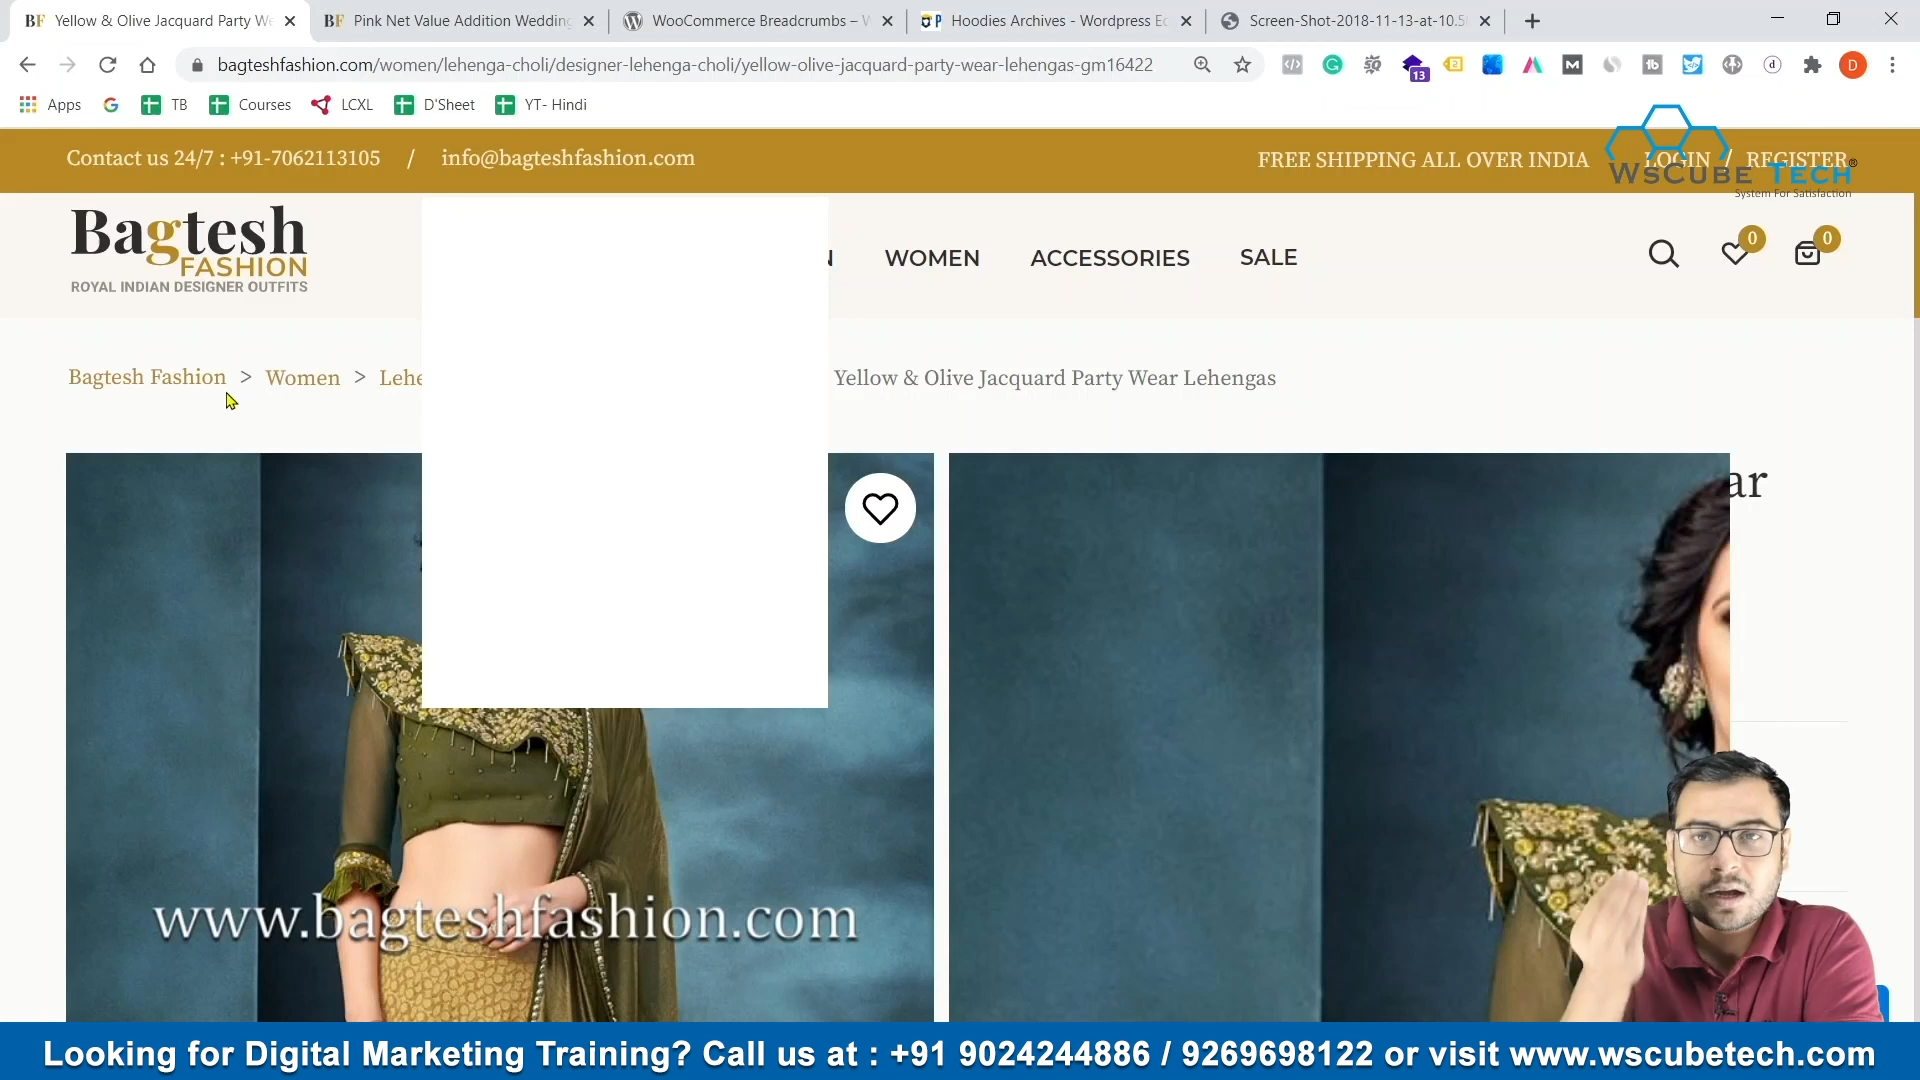 Yellow & Olive Jacquard Party We
Pink Net Value Addition Wedding
WooCommerce Breadcrumbs – W
Hoodies Archives - Wordpress Ec
Screen-Shot-2018-11-13-at-10.5
bagteshfashion.com/women/lehenga-choli/designer-lehenga-choli/yellow-olive-jacquard-party-wear-lehengas-gm16422
13
D
Apps
TB
Courses
LCXL
D'Sheet
YT- Hindi
Contact us 24/7 : +91-7062113105 / info@bagteshfashion.com
FREE SHIPPING ALL OVER INDIA
LOGIN / REGISTER
WsCube Tech®
System For Satisfaction
Bagtesh
FASHION
ROYAL INDIAN DESIGNER OUTFITS
N
WOMEN
ACCESSORIES
SALE
0
0
Bagtesh Fashion > Women > Lehe
Yellow & Olive Jacquard Party Wear Lehengas
ar
www.bagteshfashion.com
Looking for Digital Marketing Training? Call us at : +91 9024244886 / 9269698122 or visit www.wscubetech.com